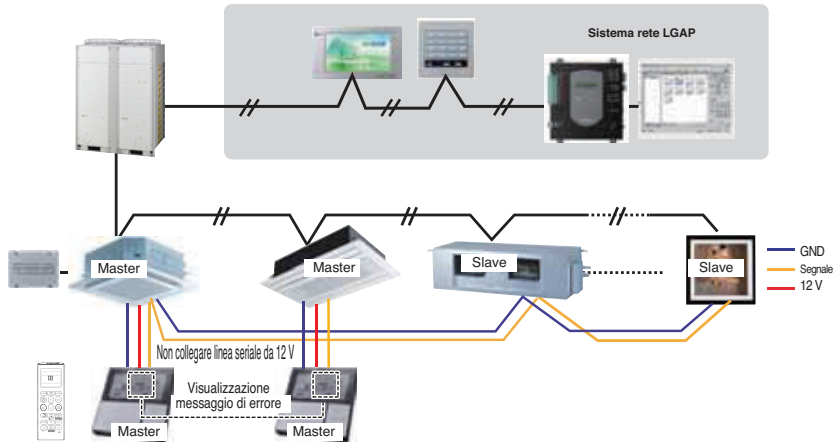 Sistema rete LGAP
Master
Master
Slave
Slave
GND
Segnale
12 V
Non collegare linea seriale da 12 V
Visualizzazione
messaggio di errore
Master
Master